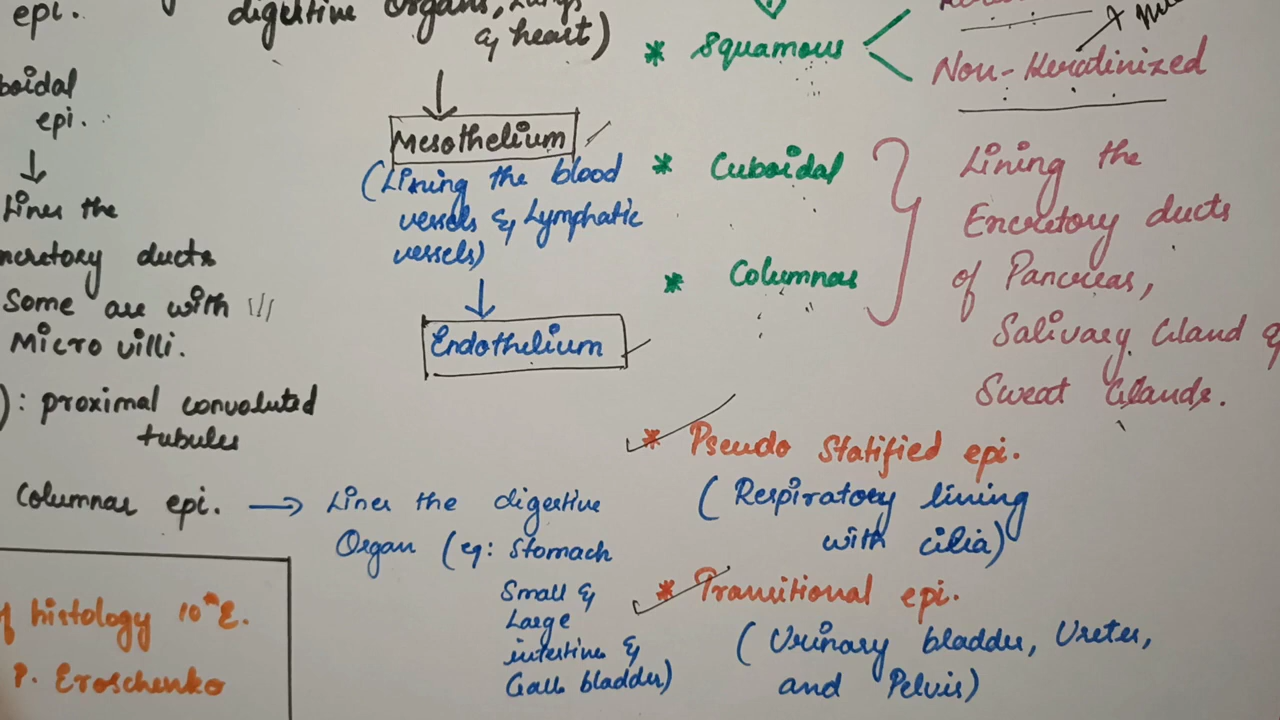 epi.
digestive Organs, Lungs
& heart)
boidal
epi.
Lines the
ncretory ducts
Some are with
Micro villi.
): proximal convoluted
tubules
Mesothelium
(Lining the blood
vessels & Lymphatic
vessels)
Endothelium
Columnar epi. → Lines the digestive
Organ (eg: Stomach
Small &
Large
intestine &
Gall bladder)
of histology 10th E.
P. Eroschenko
* Squamous
Non-Keratinized
* Cuboidal
* Columnar
Lining the
Excretory ducts
of Pancreas,
Salivary Gland &
Sweat Glands.
* Pseudo Statified epi.
(Respiratory lining
with cilia)
* Transitional epi.
(Urinary bladder, Ureter,
and Pelvis)